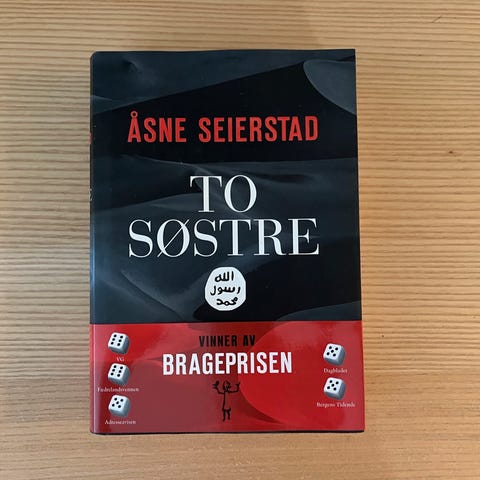 ÅSNE SEIERSTAD
TO
SØSTRE
الله
رسول
محمد
VINNER AV
BRAGEPRISEN
VG
Fædrelandsvennen
Adresseavisen
Dagbladet
Bergens Tidende